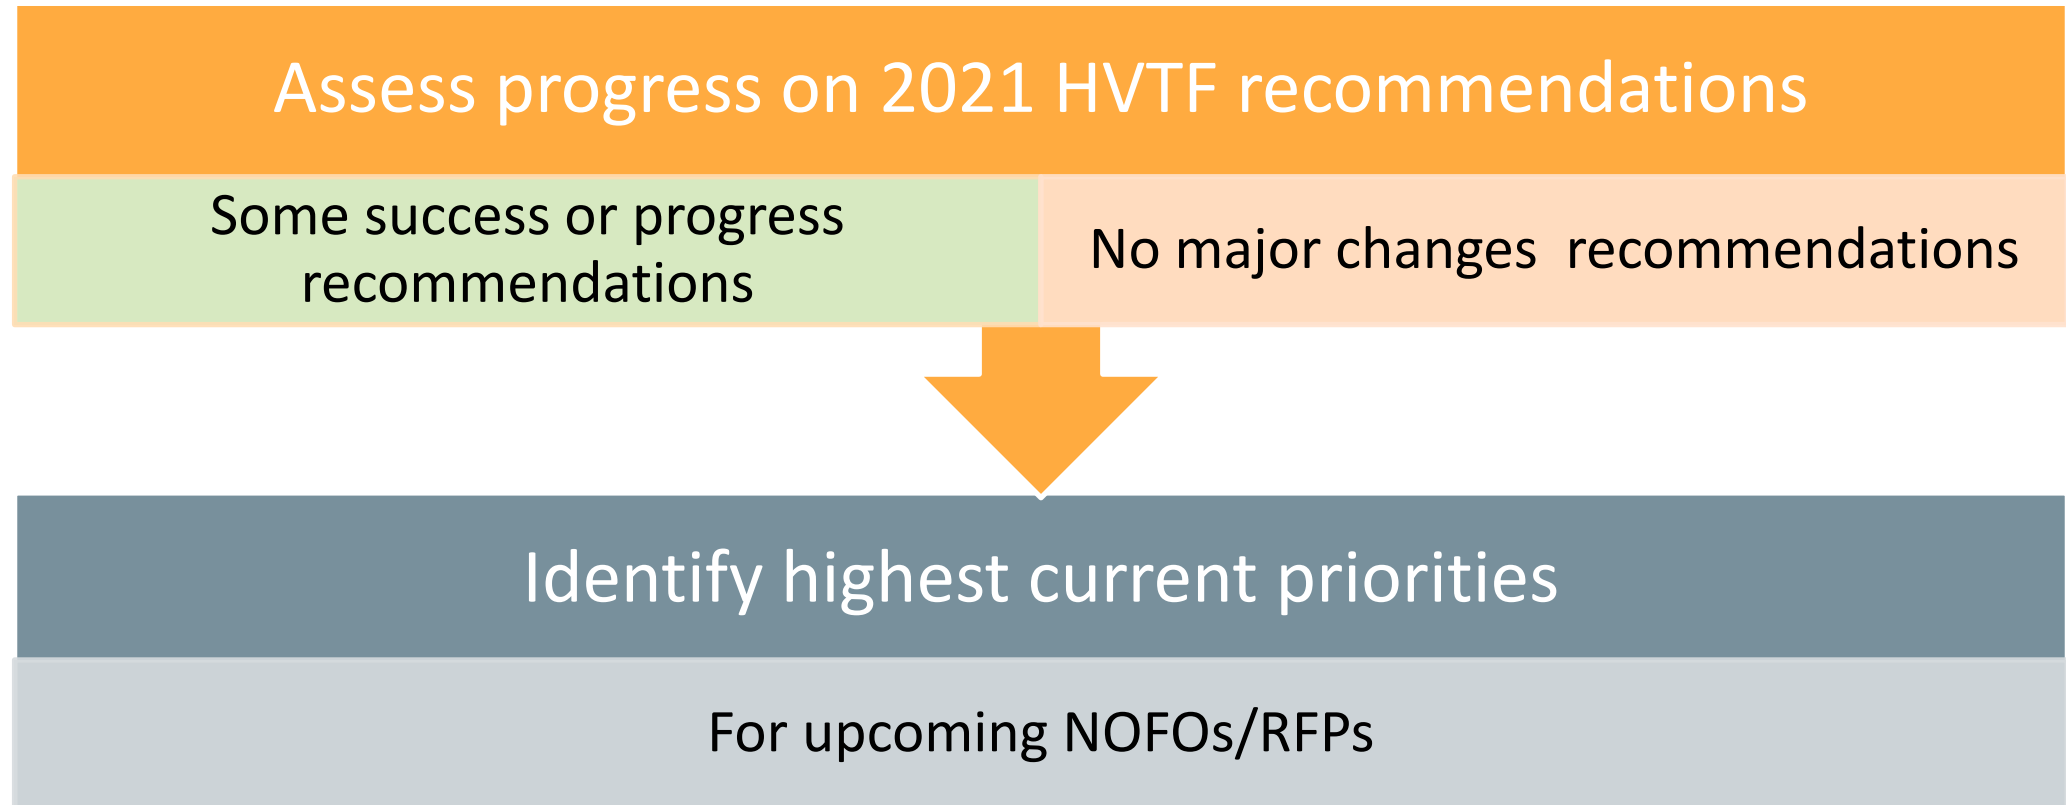 Assess progress on 2021 HVTF recommendations
Some success or progress
recommendations
No major changes  recommendations
Identify highest current priorities
For upcoming NOFOs/RFPs